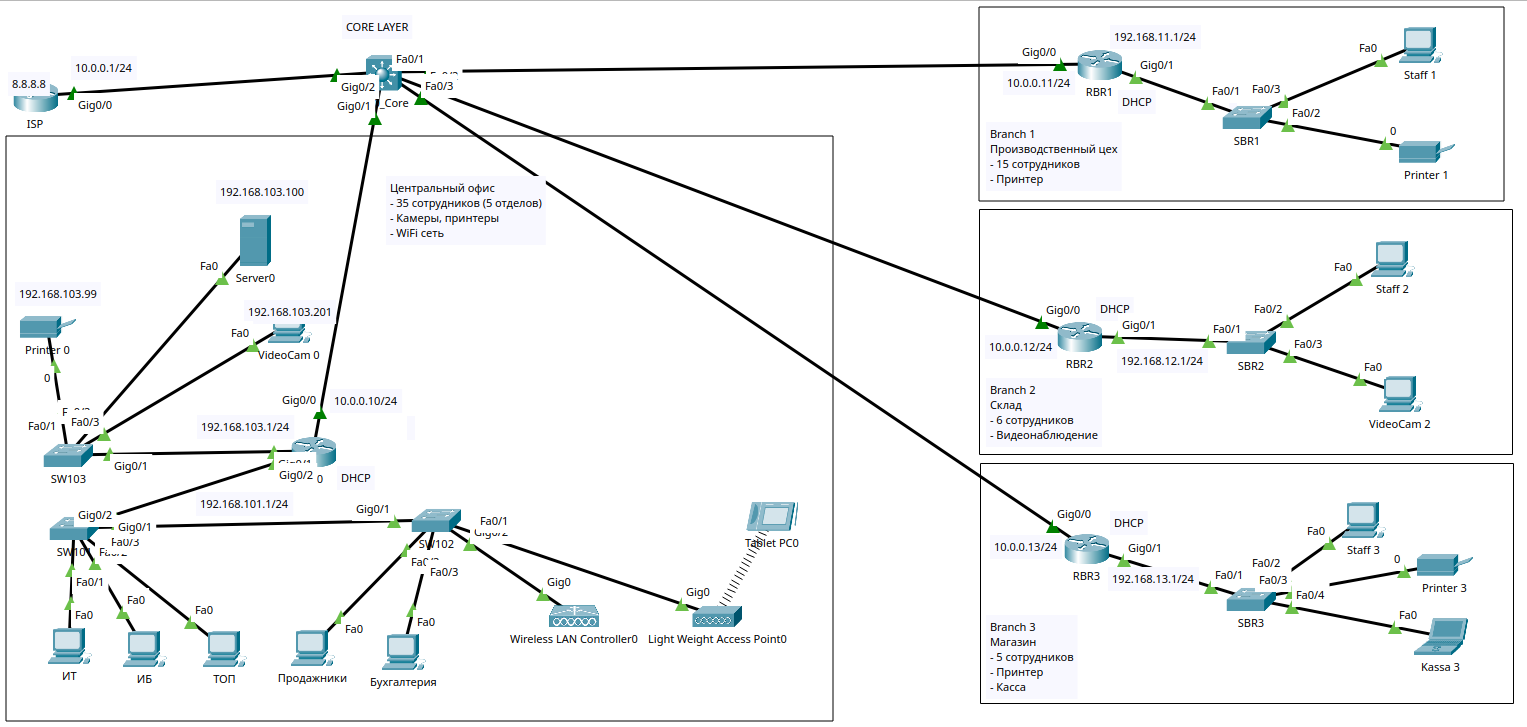 CORE LAYER
10.0.0.1/24
8.8.8.8
Gig0/0
ISP
Fa0/1
Fa0/3
Gig0/2
Gig0/1
_Core
Gig0/0
192.168.11.1/24
10.0.0.11/24
RBR1
Gig0/1
DHCP
Fa0/1
Fa0/3
Fa0/2
SBR1
Fa0
Staff 1
0
Printer 1
Branch 1
Производственный цех
- 15 сотрудников
- Принтер
Центральный офис
- 35 сотрудников (5 отделов)
- Камеры, принтеры
- WiFi сеть
192.168.103.100
Fa0
Server0
192.168.103.99
Printer 0
0
192.168.103.201
Fa0
VideoCam 0
Fa0/1
Fa0/3
SW103
Gig0/1
192.168.103.1/24
Gig0/0
10.0.0.10/24
Gig0/2
0
DHCP
192.168.101.1/24
Gig0/2
Gig0/1
Fa0/3
SW101
Fa0/1
Fa0
ИТ
Fa0
ИБ
Fa0
ТОП
Gig0/1
SW102
Fa0/1
Gig0/2
Fa0/3
Fa0
Продажники
Fa0
Бухгалтерия
Gig0
Wireless LAN Controller0
Gig0
Light Weight Access Point0
Tablet PC0
Gig0/0
DHCP
Gig0/1
10.0.0.12/24
RBR2
192.168.12.1/24
Fa0/1
Fa0/2
Fa0/3
SBR2
Fa0
Staff 2
Fa0
VideoCam 2
Branch 2
Склад
- 6 сотрудников
- Видеонаблюдение
Gig0/0
DHCP
10.0.0.13/24
Gig0/1
RBR3
192.168.13.1/24
Fa0/1
Fa0/2
Fa0/3
Fa0/4
SBR3
Fa0
Staff 3
0
Printer 3
Fa0
Kassa 3
Branch 3
Магазин
- 5 сотрудников
- Принтер
- Касса